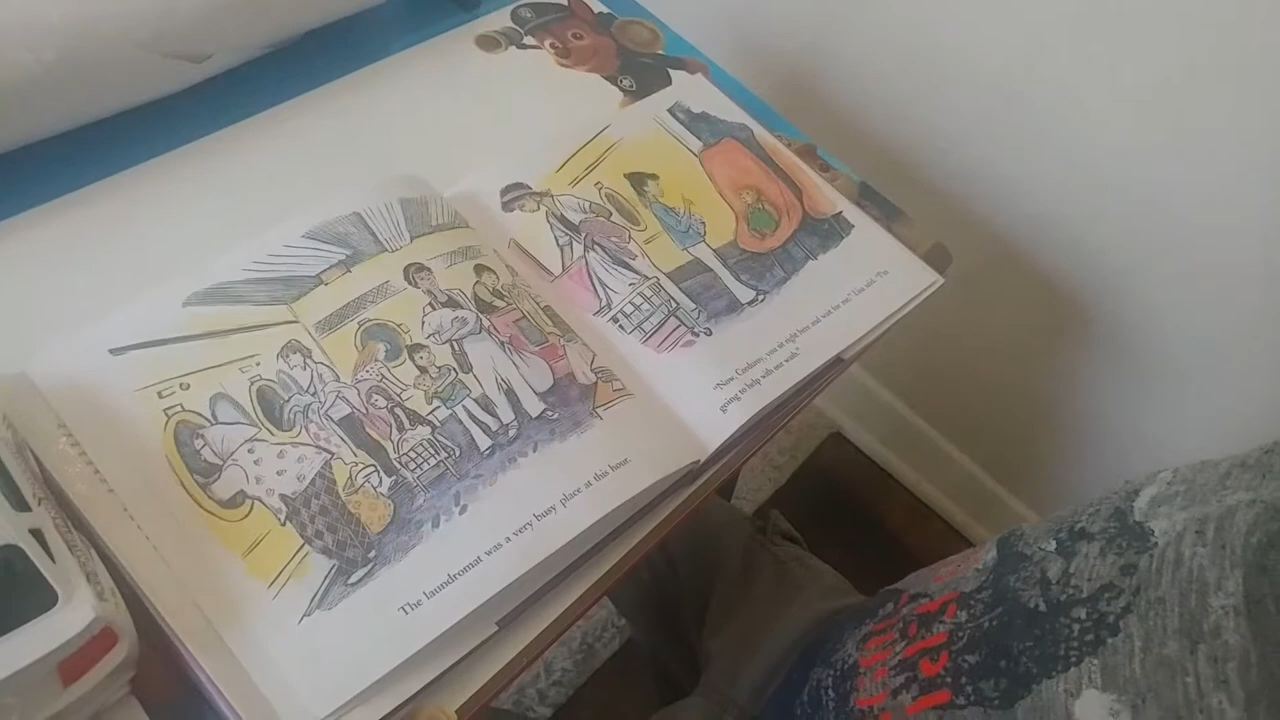 The laundromat was a very busy place at this hour.
"Now, Corduroy, you sit right here and wait for me," Lisa said. "I'm
going to help with our wash."